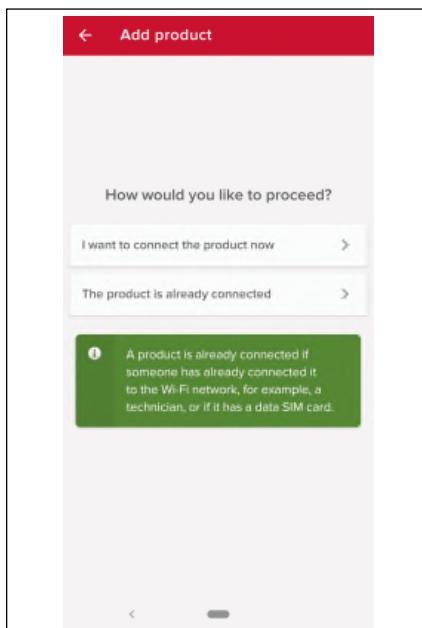 Add product
How would you like to proceed?
I want to connect the product now
The product is already connected
A product is already connected if
someone has already connected it
to the Wi-Fi network, for example, a
technician, or if it has a data SIM card.